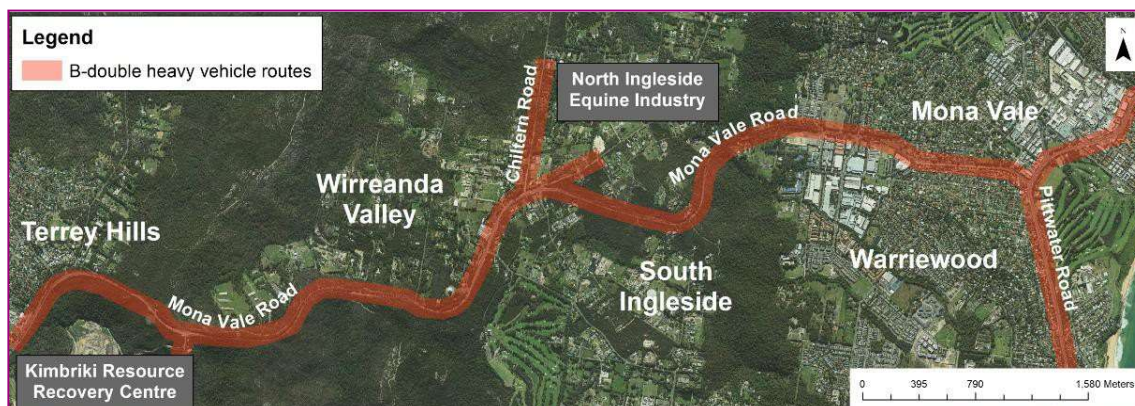 Legend
B-double heavy vehicle routes
N
North Ingleside
Equine Industry
Chiltern Road
Mona Vale Road
Mona Vale
Wirreanda
Valley
Terrey Hills
Mona Vale Road
South
Ingleside
Warriewood
Pittwater Road
Kimbriki Resource
Recovery Centre
0 395 790 1.580 Meters